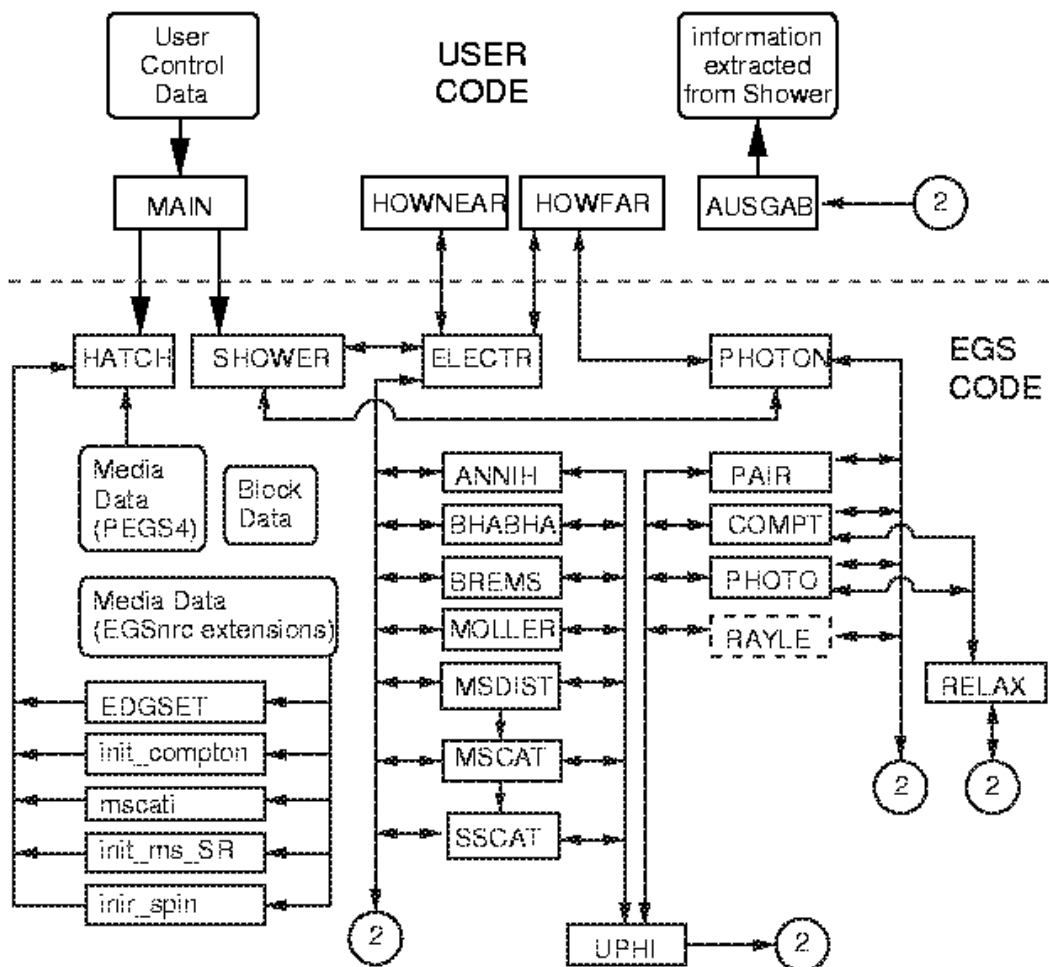 User
Control
Data
USER
CODE
information
extracted
from Shower
MAIN
HOWNEAR
HOWFAR
AUSGAB
2
HATCH
SHOWER
ELECTR
PHOTON
EGS
CODE
Media
Data
(PEGS4)
Block
Data
ANNIH
PAIR
BHABHA
COMPT
BREMS
PHOTO
Media Data
(EGSnrc extensions)
MOLLER
RAYLE
MSDIST
RELAX
EDGSET
init_compton
MSCAT
2
2
mscati
SSCAT
init_ms_SR
inir_spin
2
UPHI
2